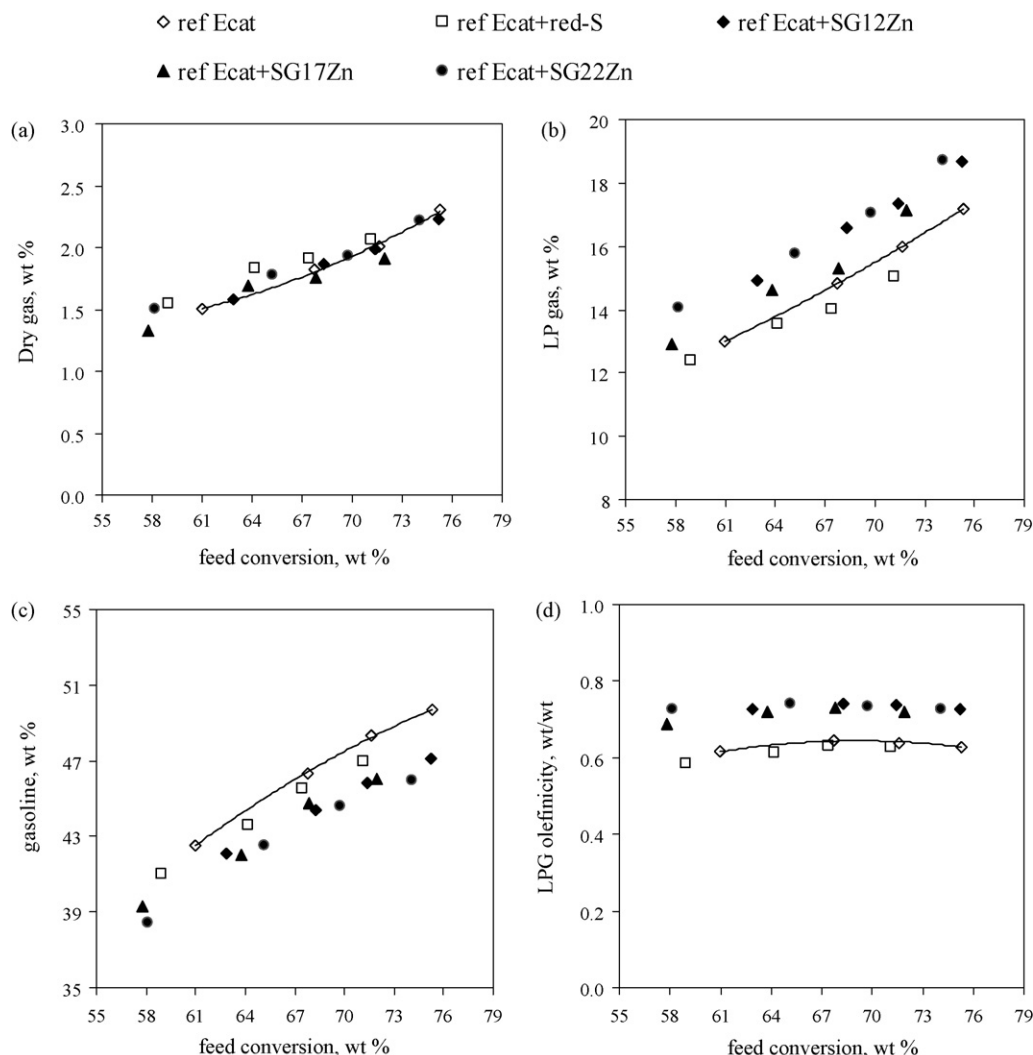 ref Ecat
ref Ecat+red-S
ref Ecat+SG12Zn
ref Ecat+SG17Zn
ref Ecat+SG22Zn
(a)
3.0
2.5
2.0
1.5
1.0
0.5
0.0
Dry gas, wt %
55 58 61 64 67 70 73 76 79
feed conversion, wt %
(b)
20
18
16
14
12
10
8
LP gas, wt %
55 58 61 64 67 70 73 76 79
feed conversion, wt %
(c)
55
51
47
43
39
35
gasoline, wt %
55 58 61 64 67 70 73 76 79
feed conversion, wt %
(d)
1.0
0.8
0.6
0.4
0.2
0.0
LPG olefinicity, wt/wt
55 58 61 64 67 70 73 76 79
feed conversion, wt %